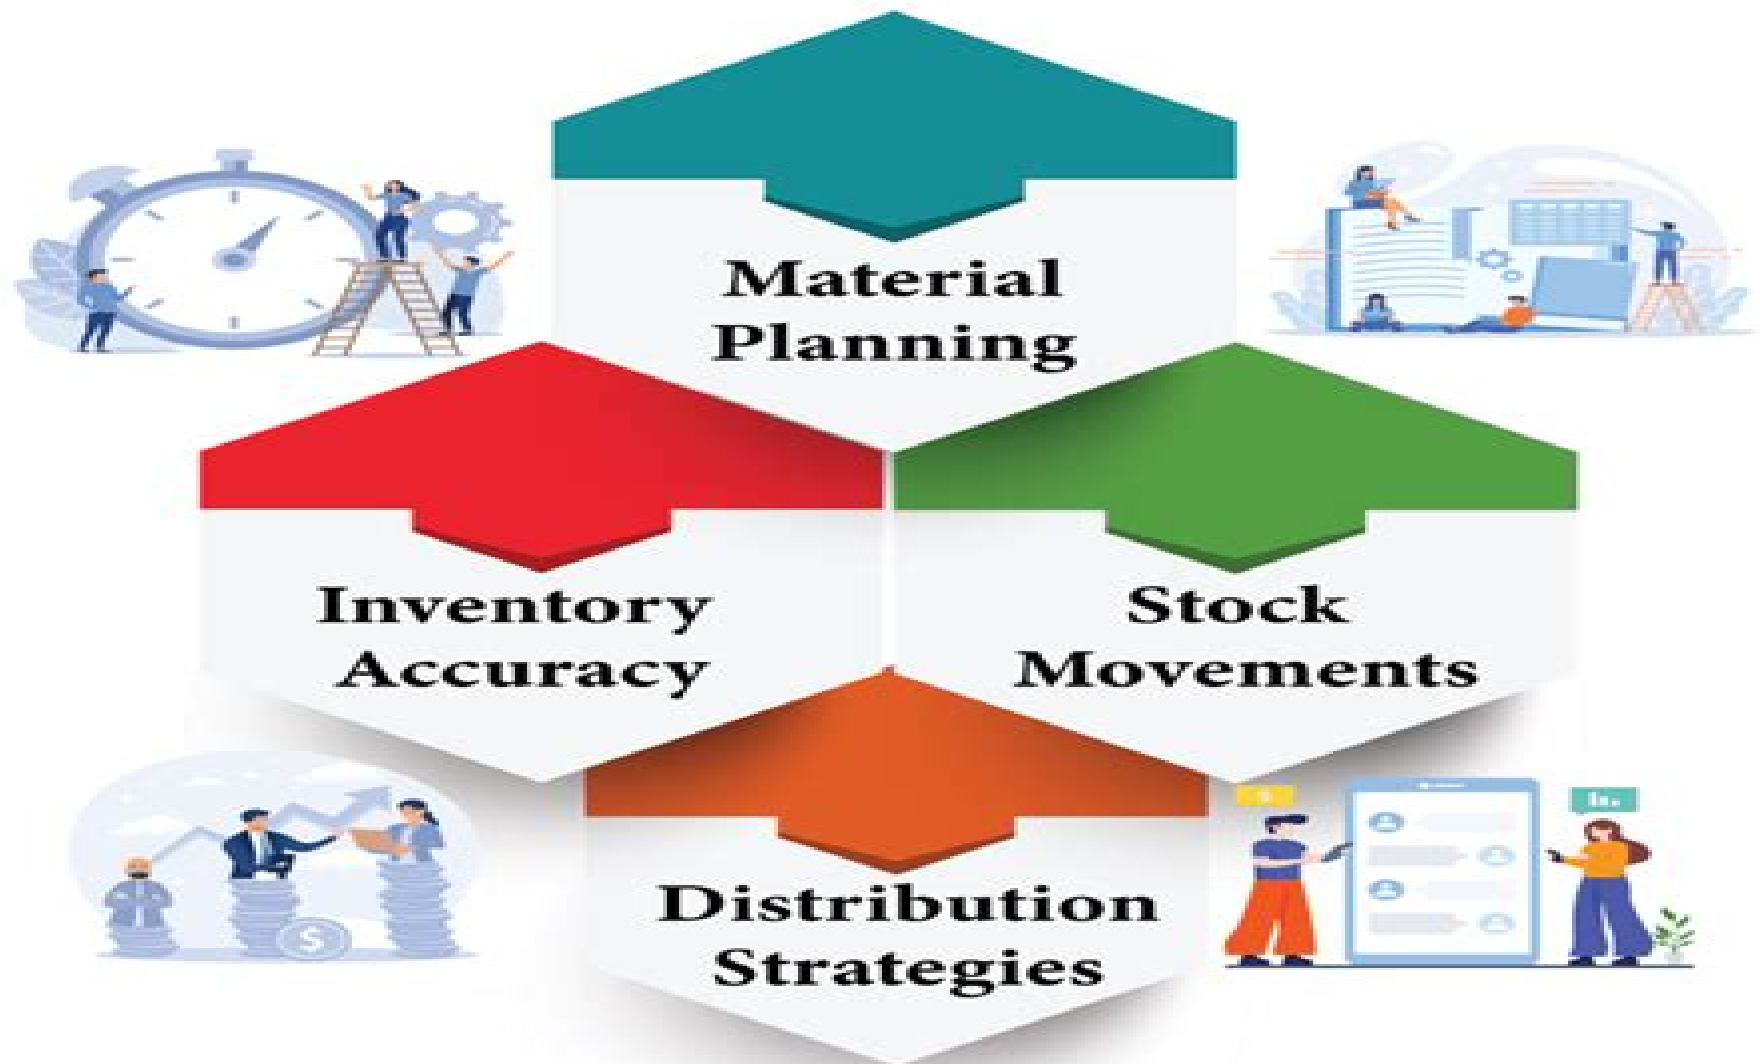 Material
Planning
Inventory
Accuracy
Stock
Movements
Distribution
Strategies
$
$